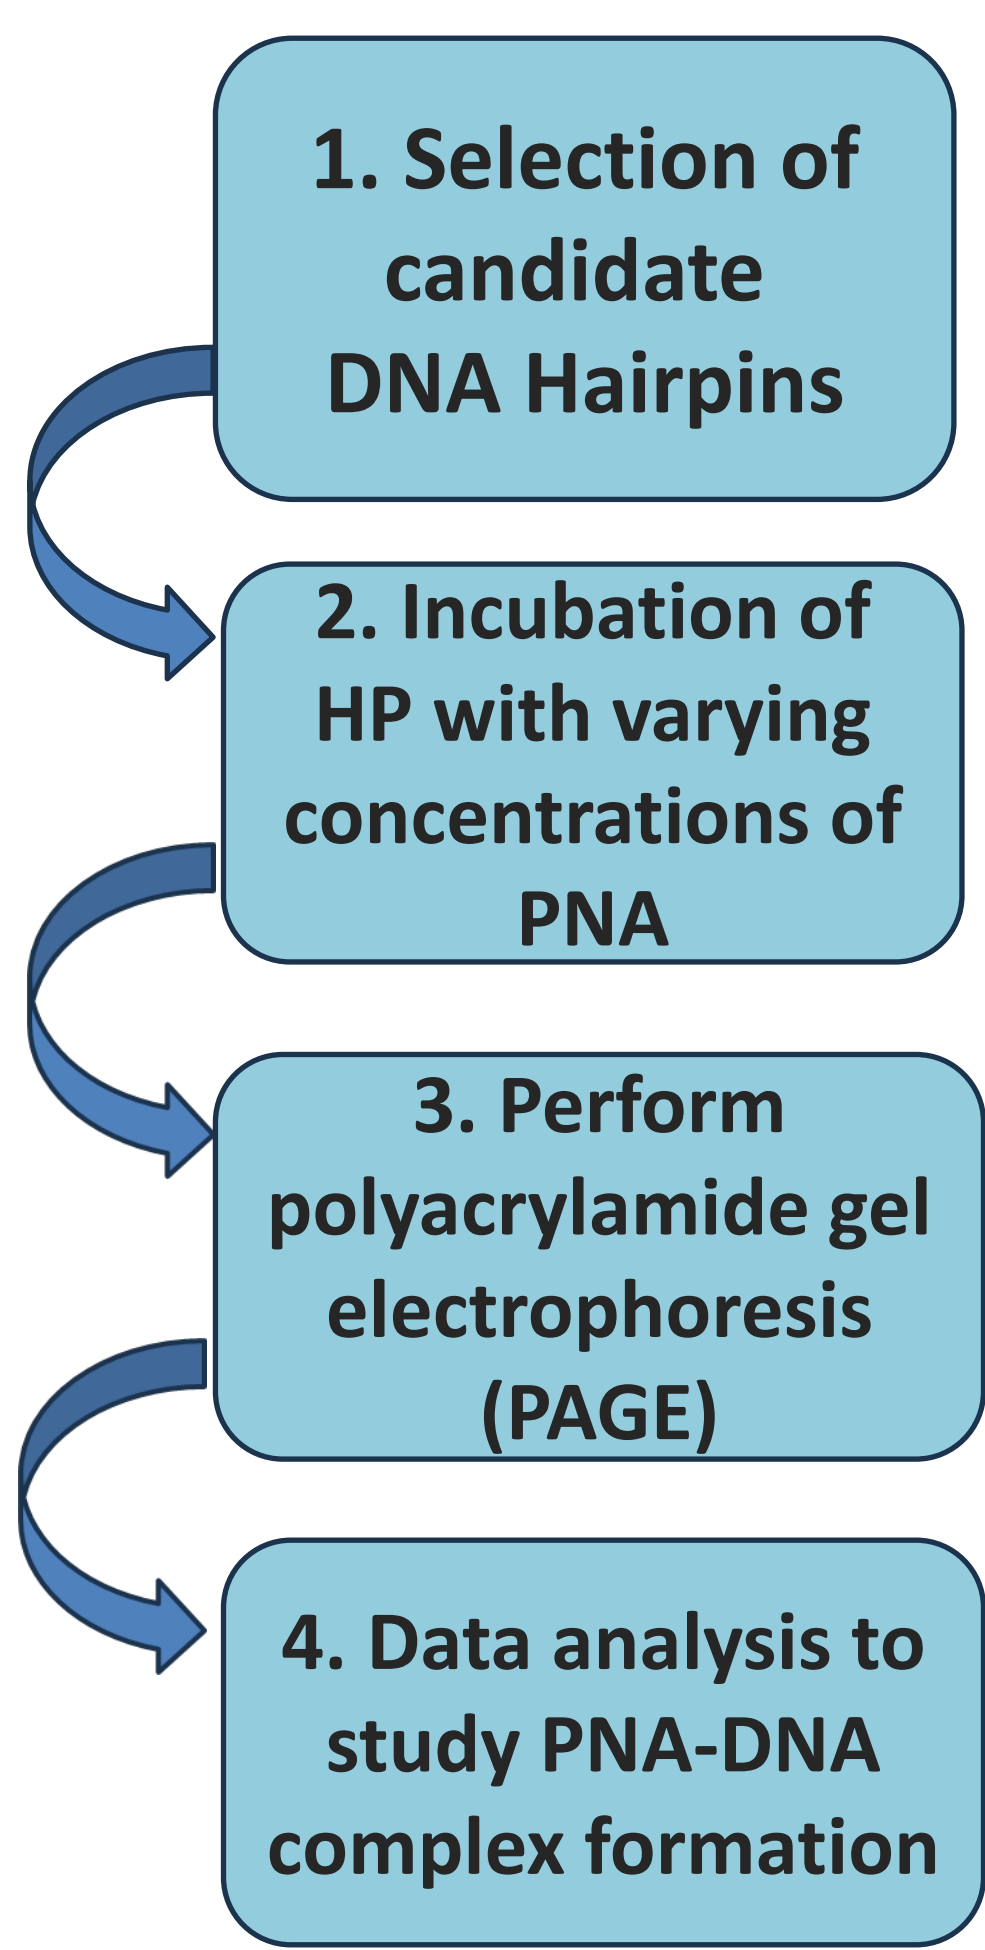 1. Selection of
candidate
DNA Hairpins
2. Incubation of
HP with varying
concentrations of
PNA
3. Perform
polyacrylamide gel
electrophoresis
(PAGE)
4. Data analysis to
study PNA-DNA
complex formation